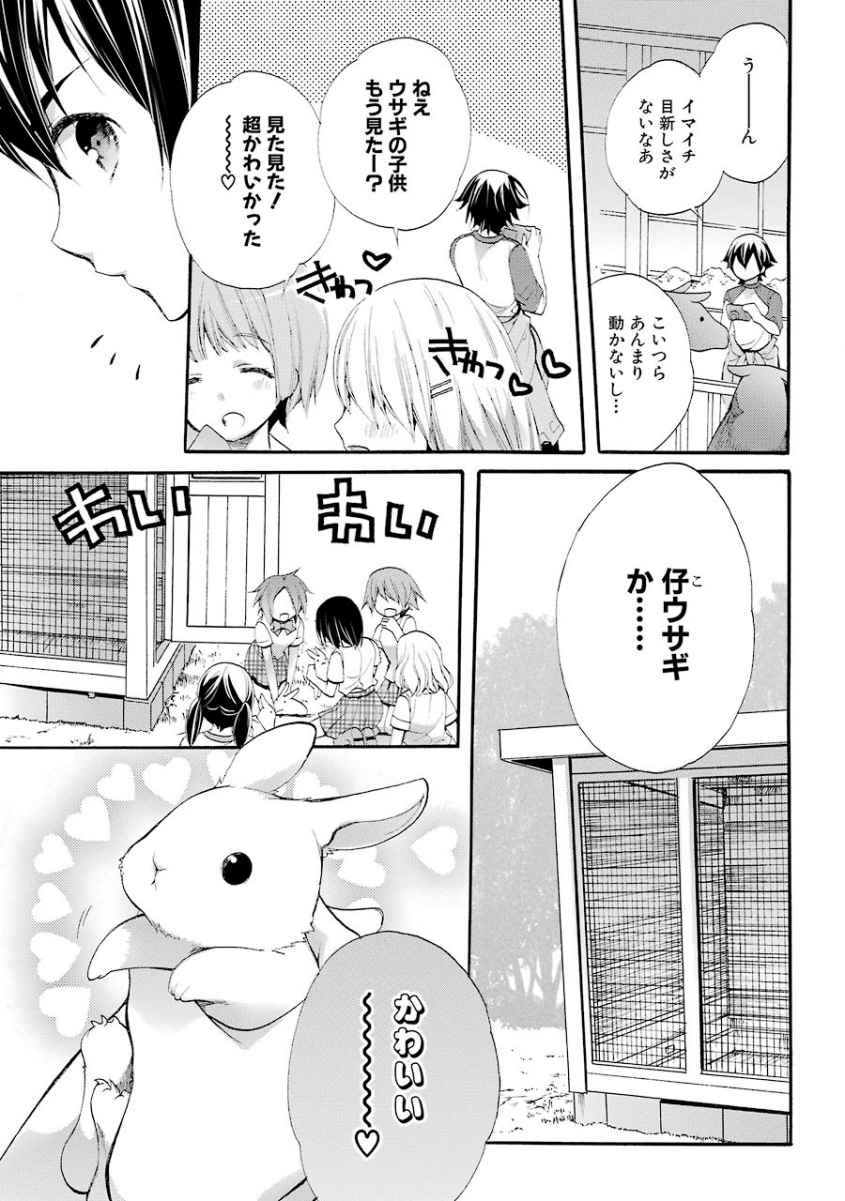 うーーん
イマイチ
目新しさが
ないなあ
こいつら
あんまり
動かないし…
ねえ
ウサギの子供
もう見たー？
見た見た！
超かわいかった
〜〜〜〜♡
きゃっ♡
きゃっ♡♡
仔ウサギ
こ
か……
わい
わい
かわいい
〜〜〜〜♡